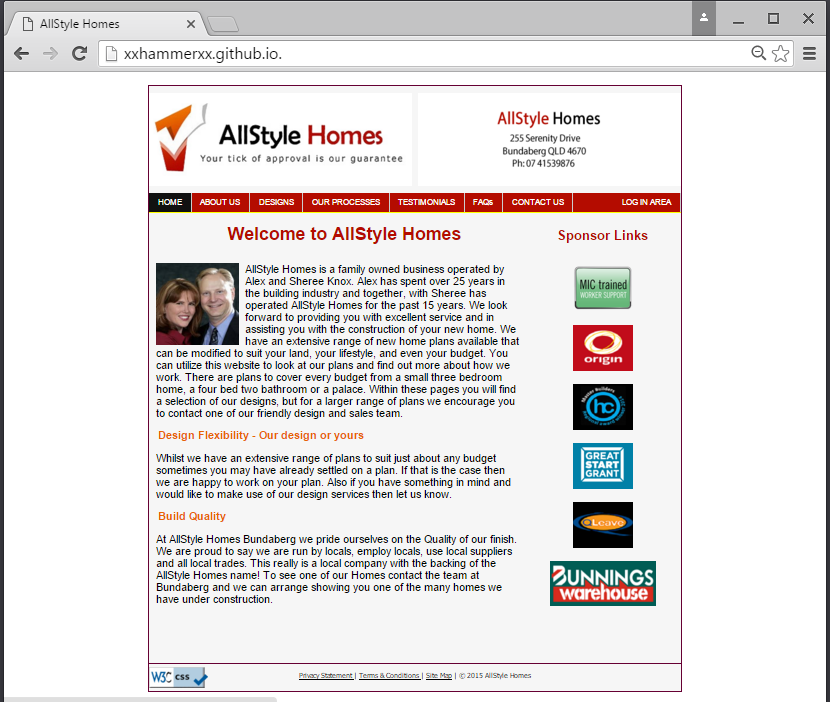 AllStyle Homes
xxhammerxx.github.io.
AllStyle Homes
Your tick of approval is our guarantee
AllStyle Homes
255 Serenity Drive
Bundaberg QLD 4670
Ph: 07 41539876
HOME ABOUT US DESIGNS OUR PROCESSES TESTIMONIALS FAQs CONTACT US LOG IN AREA
Welcome to AllStyle Homes
AllStyle Homes is a family owned business operated by
Alex and Sheree Knox. Alex has spent over 25 years in
the building industry and together, with Sheree has
operated AllStyle Homes for the past 15 years. We look
forward to providing you with excellent service and in
assisting you with the construction of your new home. We
have an extensive range of new home plans available that
can be modified to suit your land, your lifestyle, and even your budget. You
can utilize this website to look at our plans and find out more about how we
work. There are plans to cover every budget from a small three bedroom
home, a four bed two bathroom or a palace. Within these pages you will find
a selection of our designs, but for a larger range of plans we encourage you
to contact one of our friendly design and sales team.
Design Flexibility - Our design or yours
Whilst we have an extensive range of plans to suit just about any budget
sometimes you may have already settled on a plan. If that is the case then
we are happy to work on your plan. Also if you have something in mind and
would like to make use of our design services then let us know.
Build Quality
At AllStyle Homes Bundaberg we pride ourselves on the Quality of our finish.
We are proud to say we are run by locals, employ locals, use local suppliers
and all local trades. This really is a local company with the backing of the
AllStyle Homes name! To see one of our Homes contact the team at
Bundaberg and we can arrange showing you one of the many homes we
have under construction.
Sponsor Links
MIC trained
WORKER SUPPORT
origin
Master Builders
hc
GREAT
START
GRANT
QLeave
BUNNINGS
warehouse
W3C css
Privacy Statement | Terms & Conditions | Site Map | © 2015 AllStyle Homes